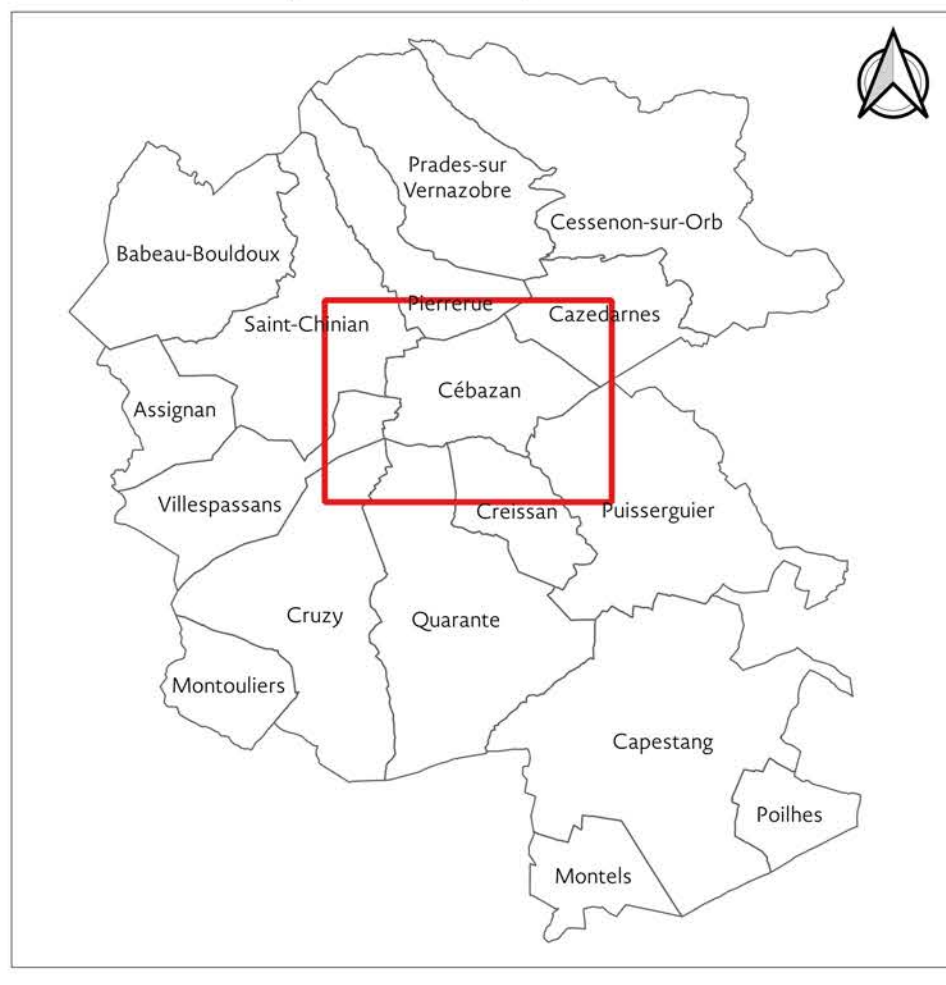 Prades-sur
Vernazobre
Cessenon-sur-Orb
Babeau-Bouldoux
Pierrerue
Cazedarnes
Saint-Chinian
Cébazan
Assignan
Villespassans
Creissan
Puisserguier
Cruzy
Quarante
Montouliers
Capestang
Poilhes
Montels